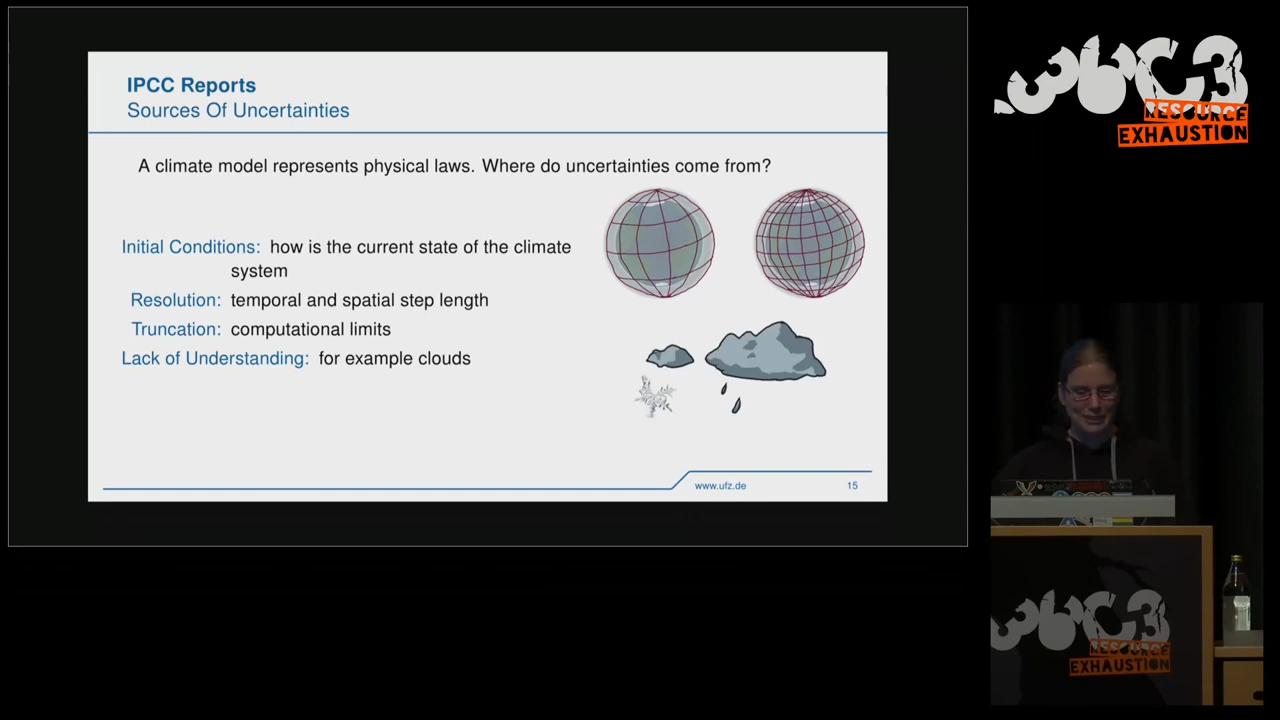 IPCC Reports
Sources Of Uncertainties
A climate model represents physical laws. Where do uncertainties come from?
Initial Conditions: how is the current state of the climate
system
Resolution: temporal and spatial step length
Truncation: computational limits
Lack of Understanding: for example clouds
www.ufz.de 15
36C3
RESOURCE
EXHAUSTION
36C3
RESOURCE
EXHAUSTION